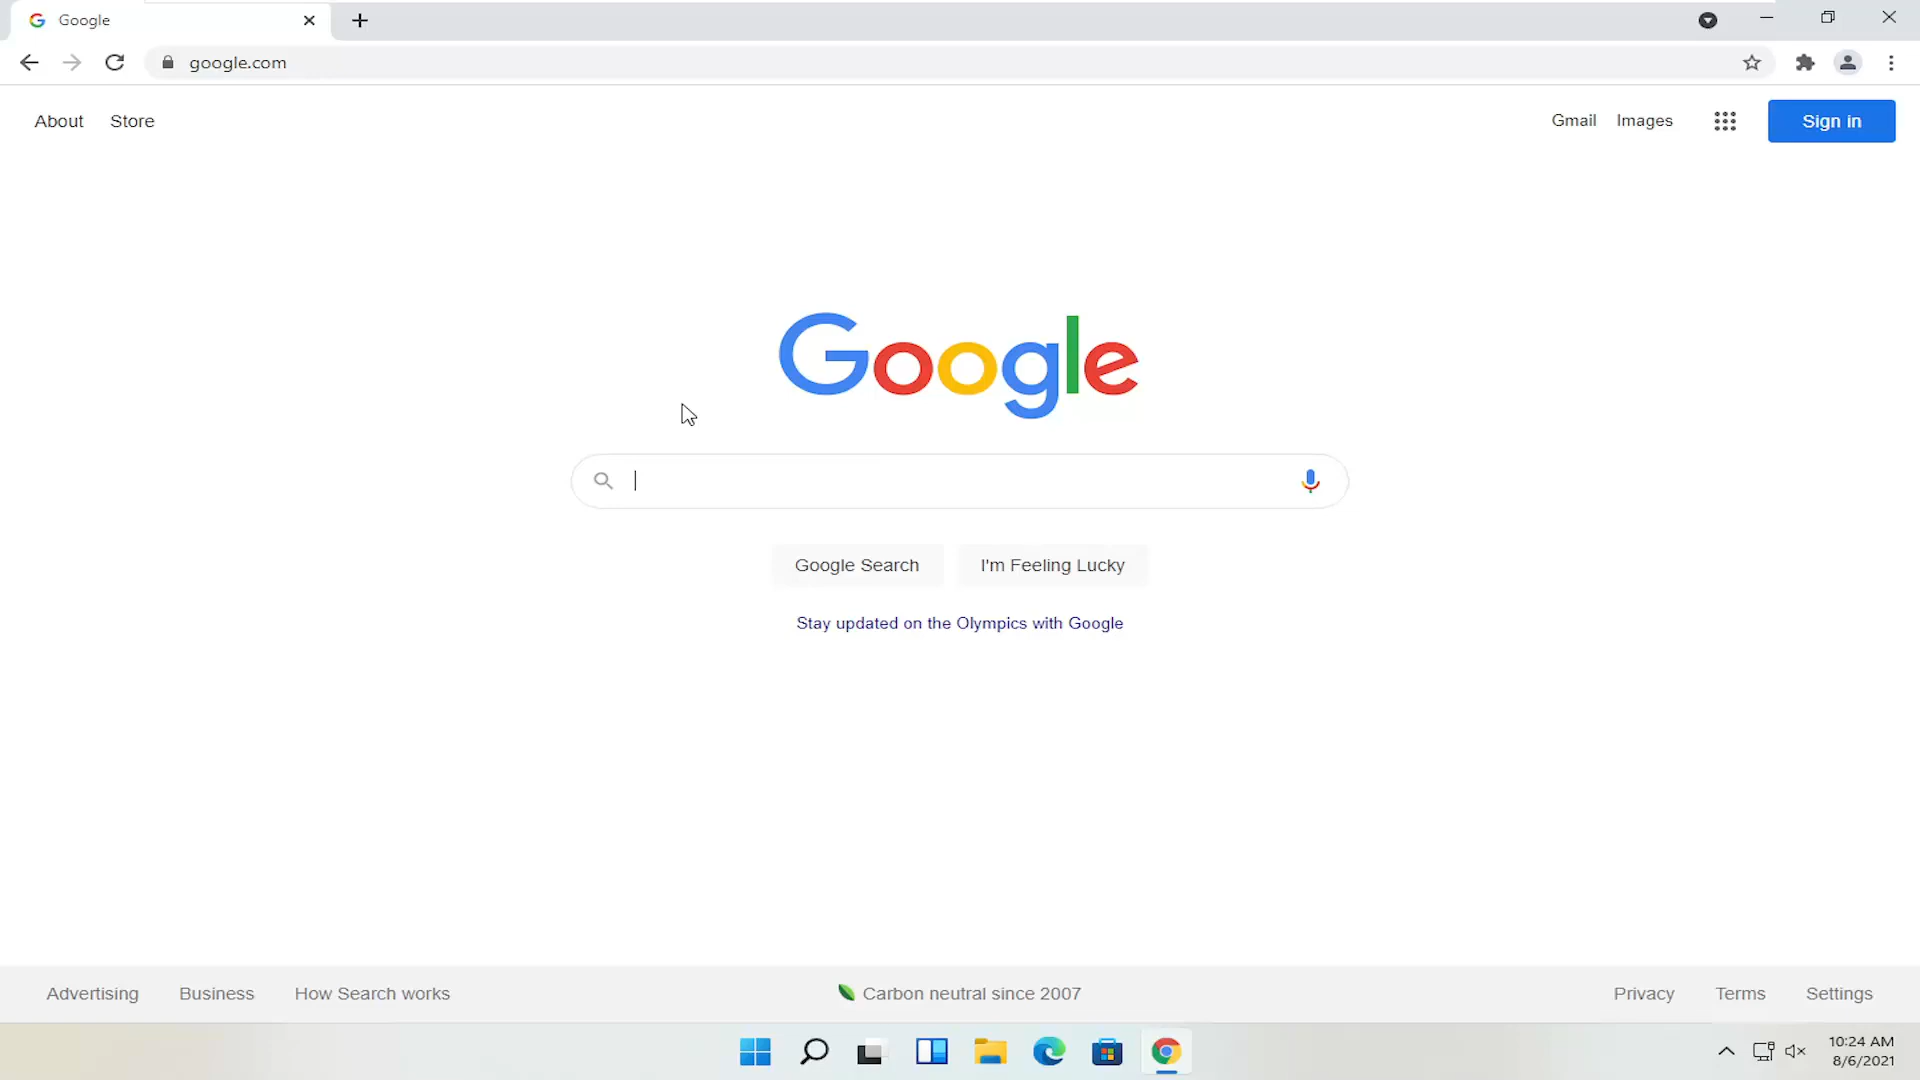 Google
google.com
About Store
Gmail Images Sign in
Google
Google Search I'm Feeling Lucky
Stay updated on the Olympics with Google
Advertising Business How Search works
Carbon neutral since 2007
Privacy Terms Settings
10:24 AM
8/6/2021